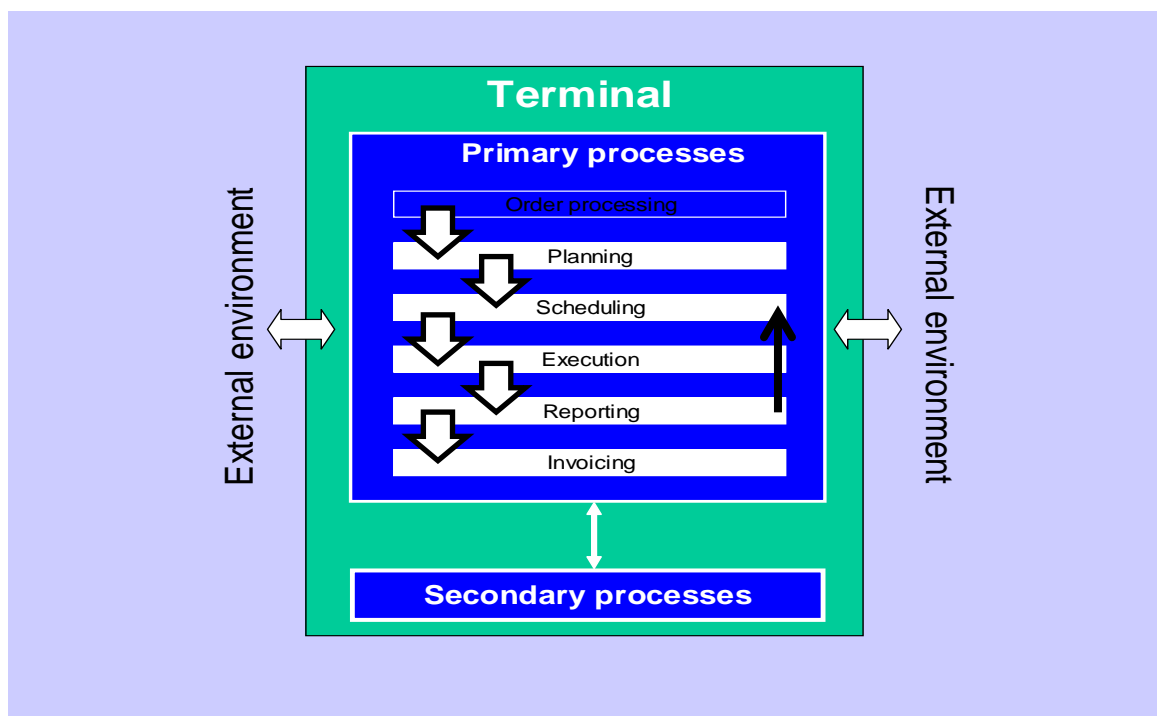 Terminal
Primary processes
Order processing
Planning
Scheduling
Execution
Reporting
Invoicing
Secondary processes
External environment
External environment